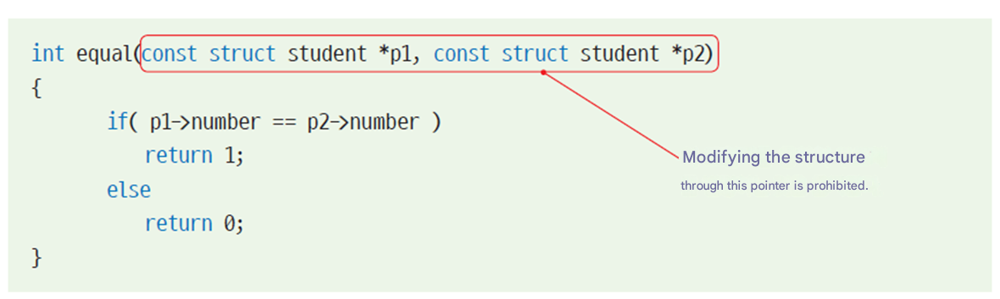 int equal(const struct student *p1, const struct student *p2)
{
if( p1->number == p2->number )
return 1;
else
return 0;
}
Modifying the structure
through this pointer is prohibited.